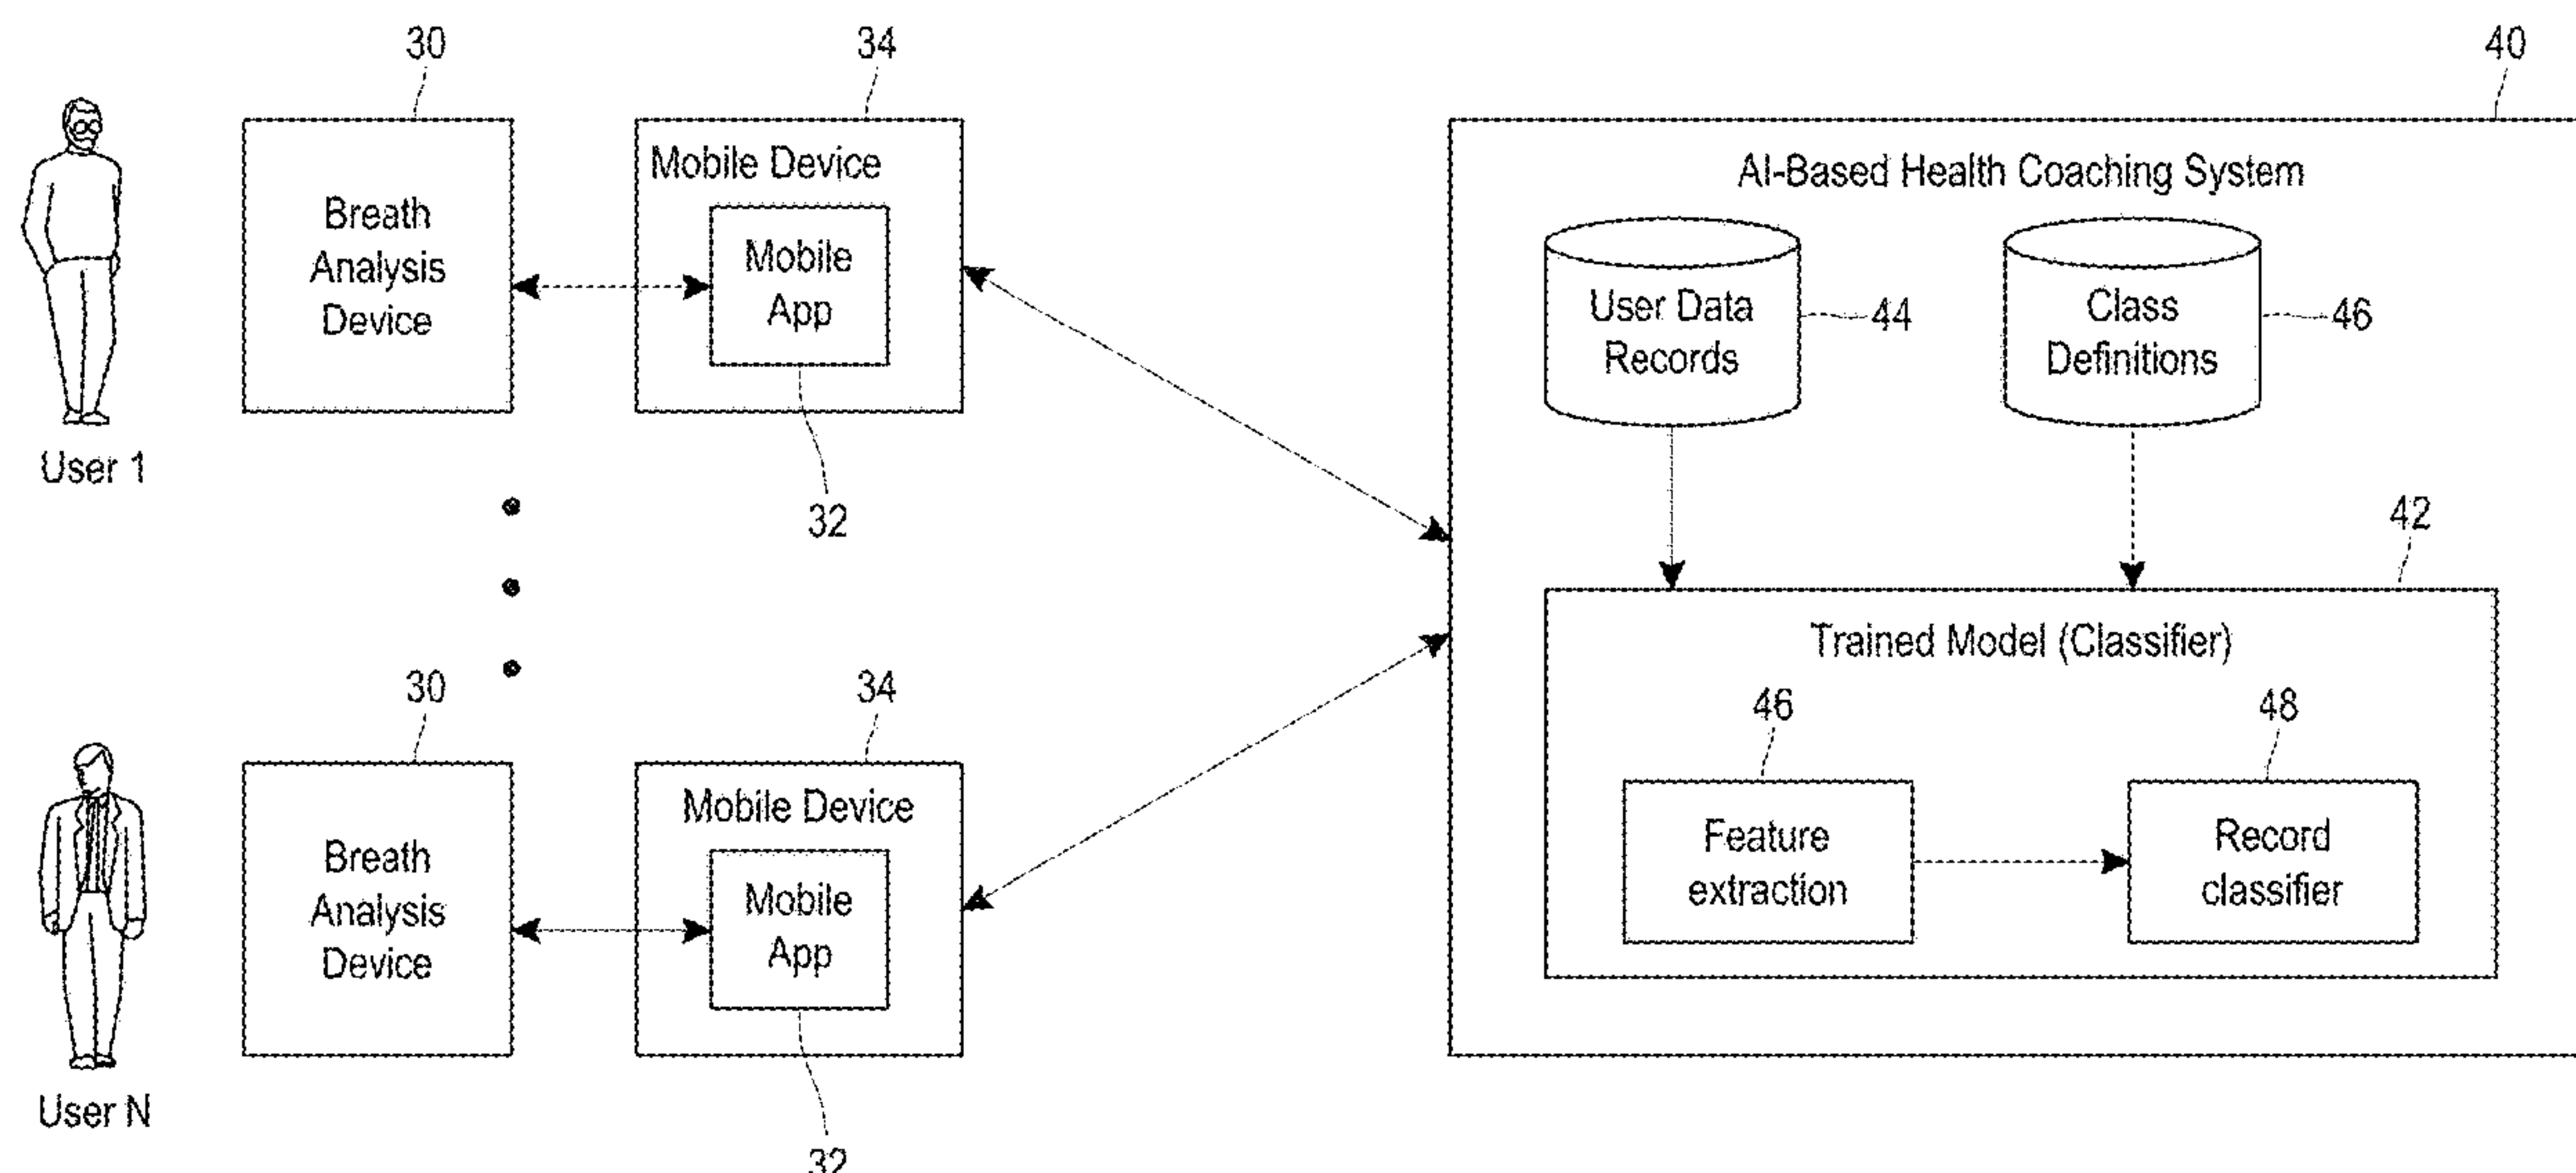 30
34
40
Mobile Device
AI-Based Health Coaching System
Breath
Analysis
Device
Mobile
App
User Data
Records
44
Class
Definitions
46
User 1
32
42
Trained Model (Classifier)
30
34
46
48
Mobile Device
Breath
Analysis
Device
Mobile
App
Feature
extraction
Record
classifier
User N
32